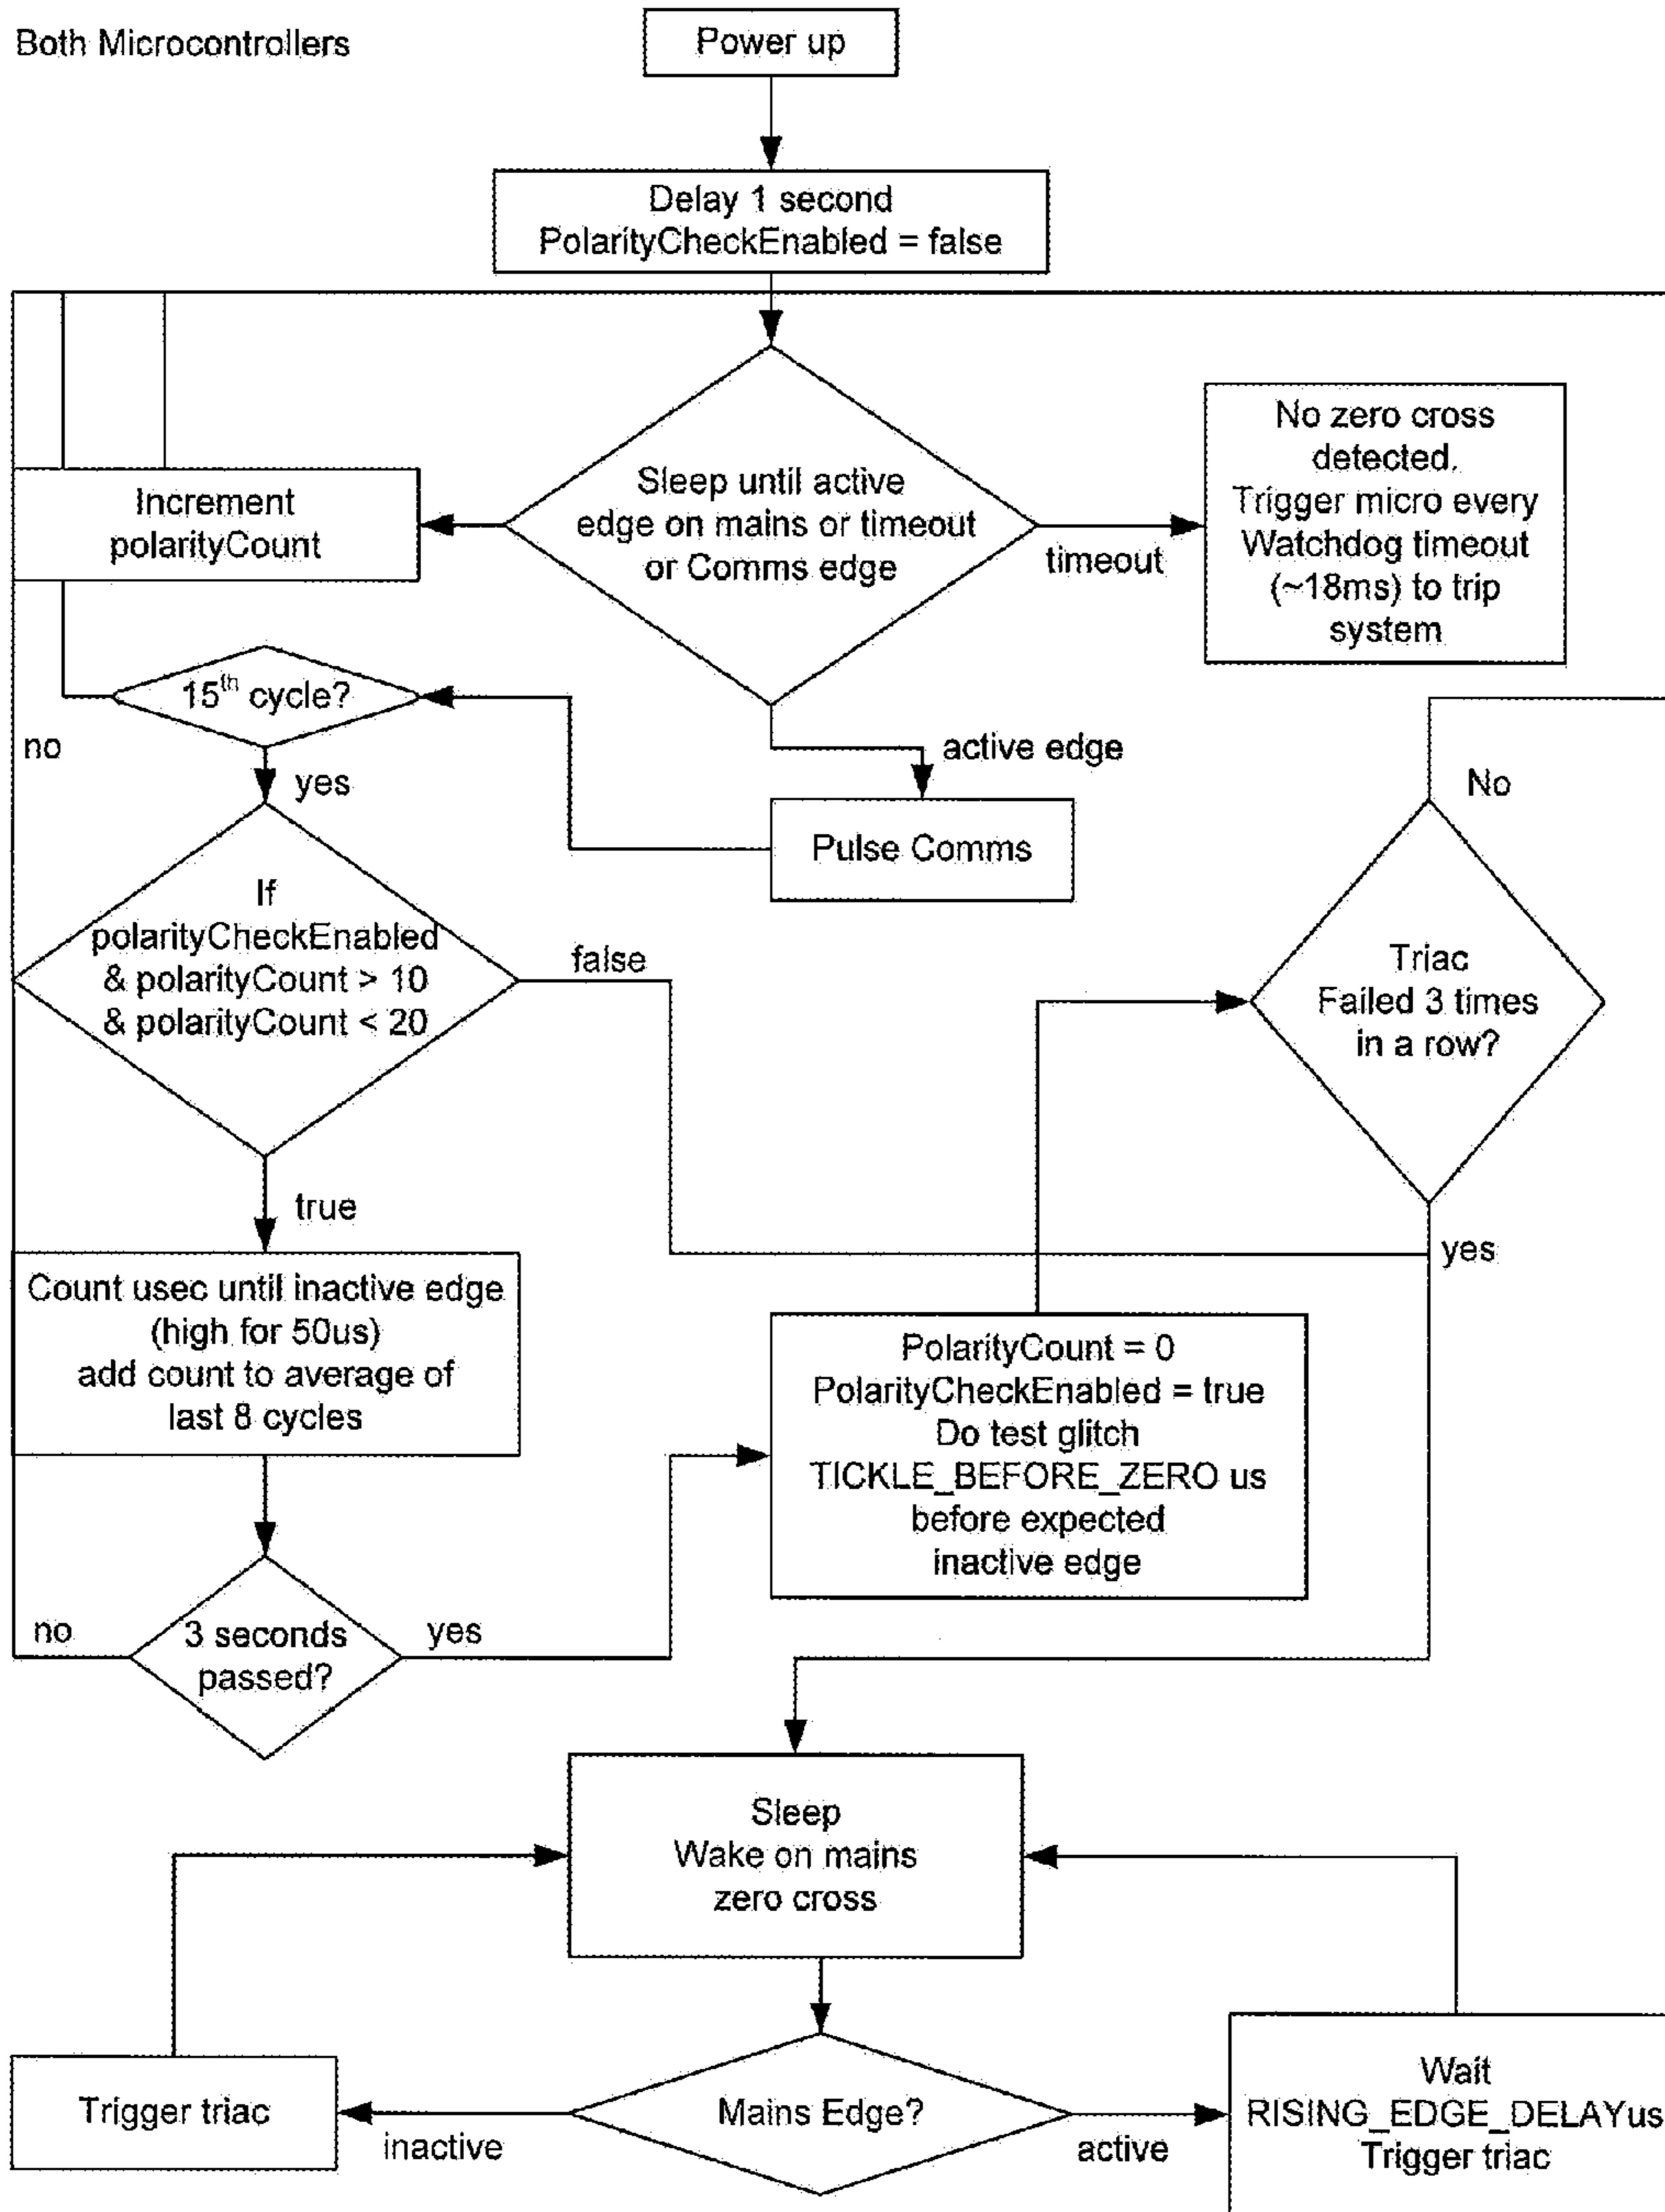 Both Microcontrollers
Power up
Delay 1 second
PolarityCheckEnabled = false
Increment
polarityCount
Sleep until active
edge on mains or timeout
or Comms edge
timeout
No zero cross
detected.
Trigger micro every
Watchdog timeout
(~18ms) to trip
system
15th cycle?
no
yes
active edge
Pulse Comms
No
If
polarityCheckEnabled
& polarityCount > 10
& polarityCount < 20
false
true
Triac
Failed 3 times
in a row?
yes
Count usec until inactive edge
(high for 50us)
add count to average of
last 8 cycles
PolarityCount = 0
PolarityCheckEnabled = true
Do test glitch
TICKLE_BEFORE_ZERO us
before expected
inactive edge
no
3 seconds
passed?
yes
Sleep
Wake on mains
zero cross
Trigger triac
inactive
Mains Edge?
active
Wait
RISING_EDGE_DELAYus
Trigger triac